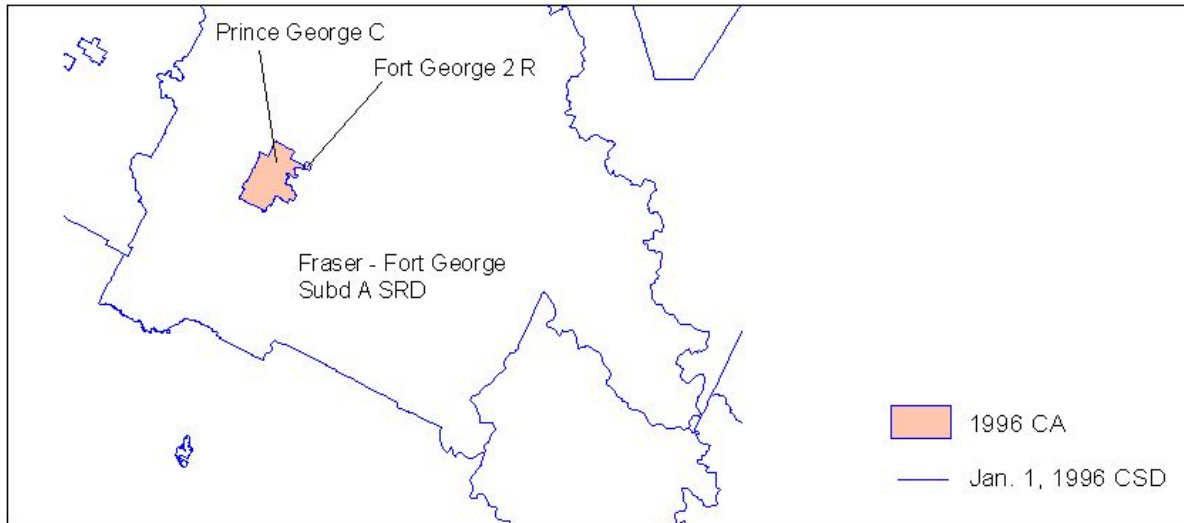 Prince George C
Fort George 2 R
Fraser - Fort George
Subd A SRD
1996 CA
Jan. 1, 1996 CSD